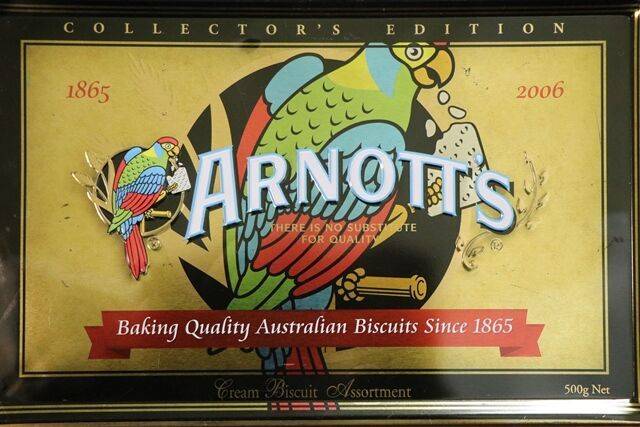 COLLECTOR'S EDITION
1865
2006
ARNOTT'S
THERE IS NO SUBSTITUTE
FOR QUALITY
Baking Quality Australian Biscuits Since 1865
Cream Biscuit Assortment
500g Net